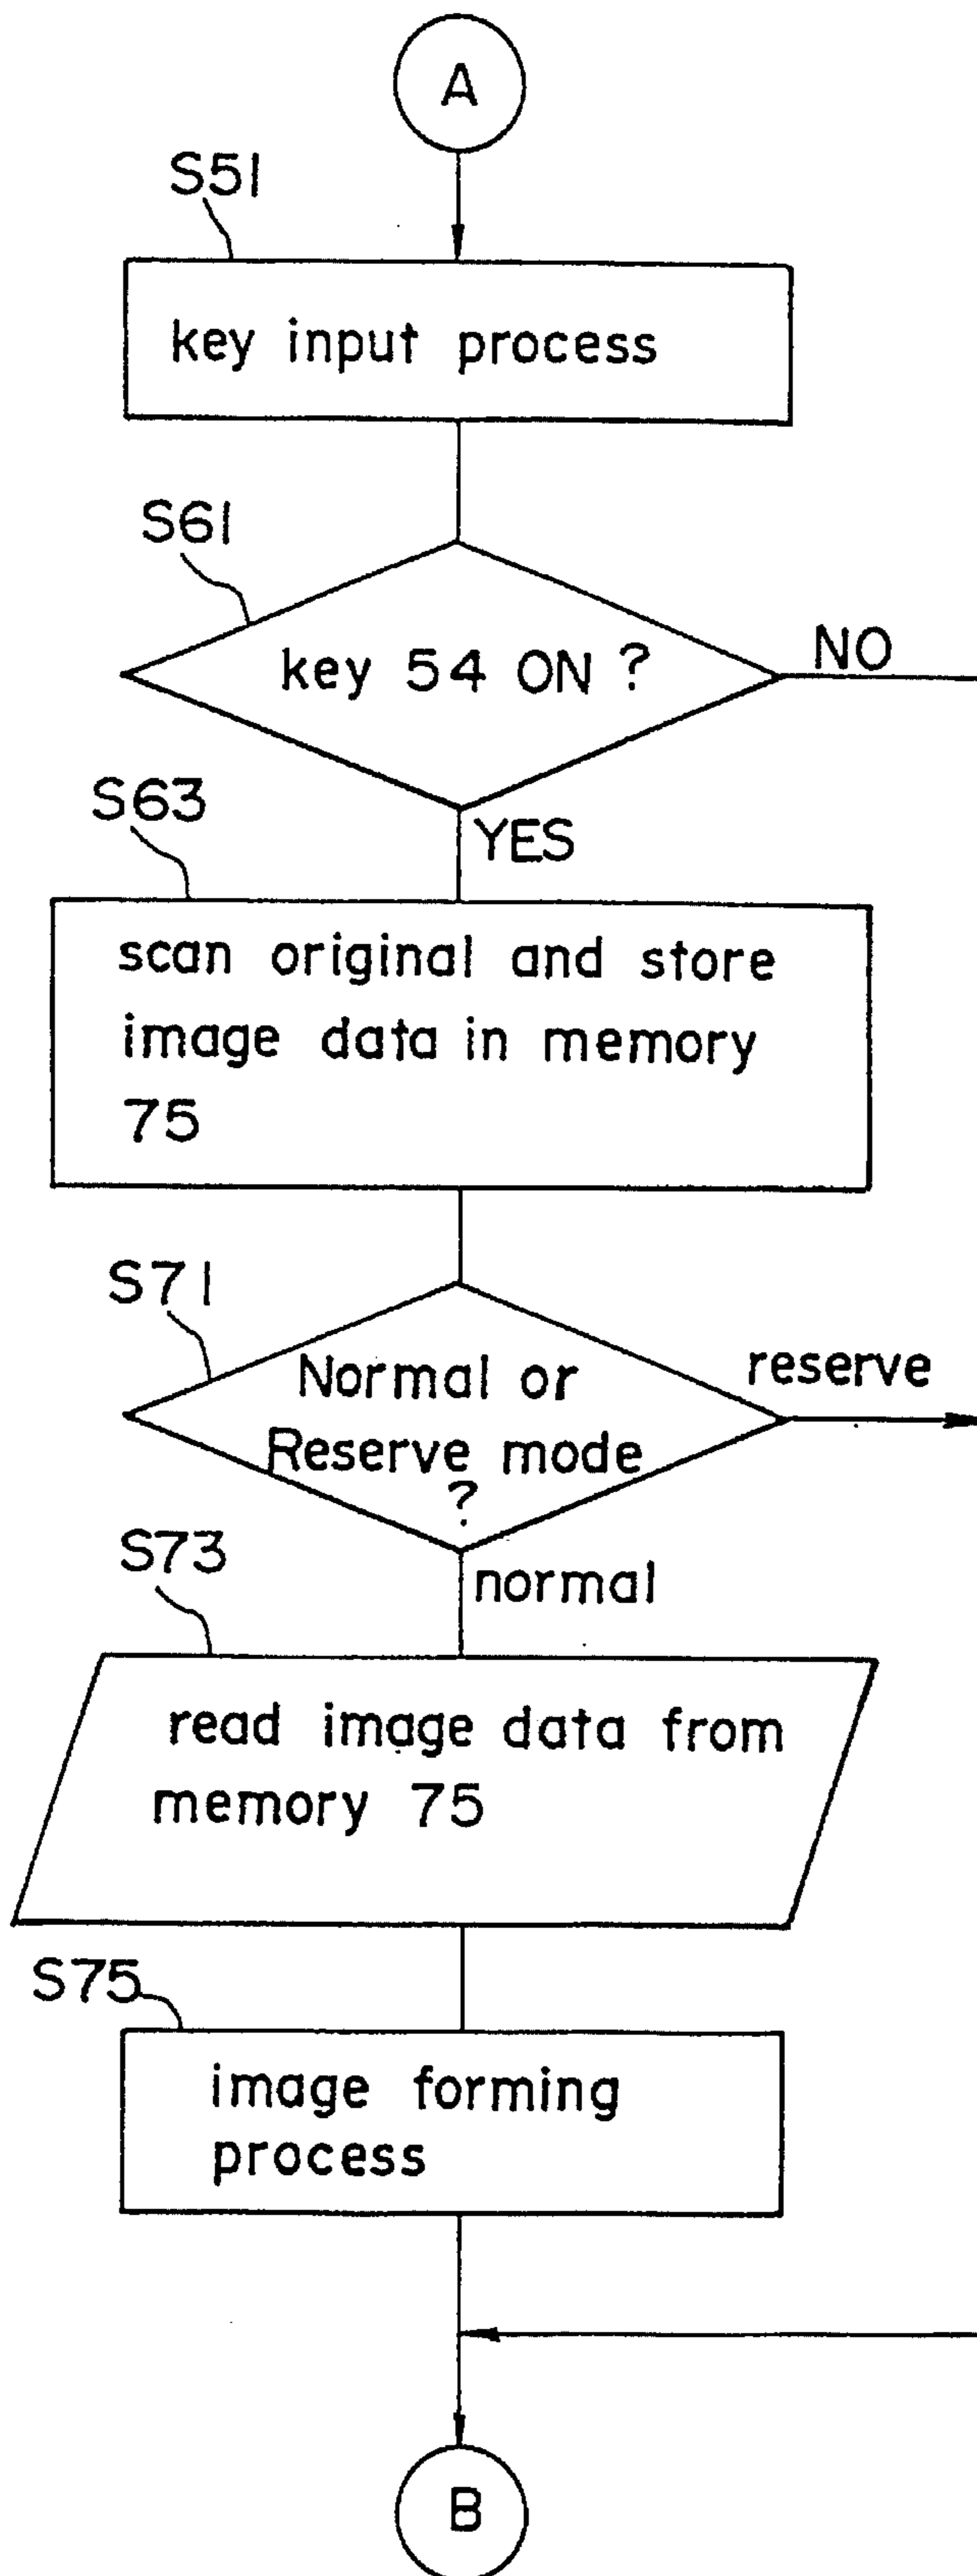 A
S51
key input process
S61
key 54 ON ?
NO
YES
S63
scan original and store
image data in memory
75
S71
Normal or
Reserve mode
?
reserve
normal
S73
read image data from
memory 75
S75
image forming
process
B